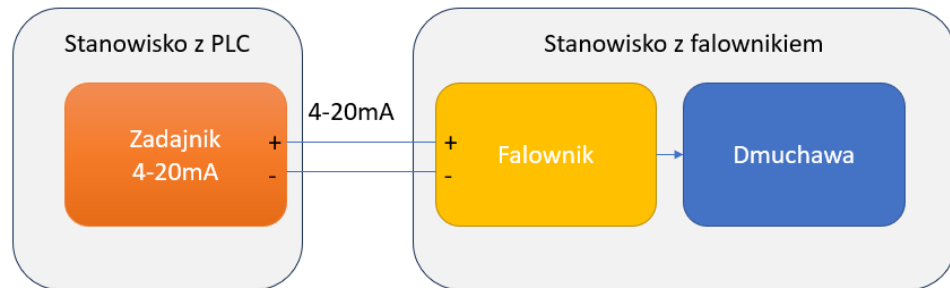 Stanowisko z PLC
Stanowisko z falownikiem
Zadajnik
4-20mA
+
-
4-20mA
+
-
Falownik
Dmuchawa